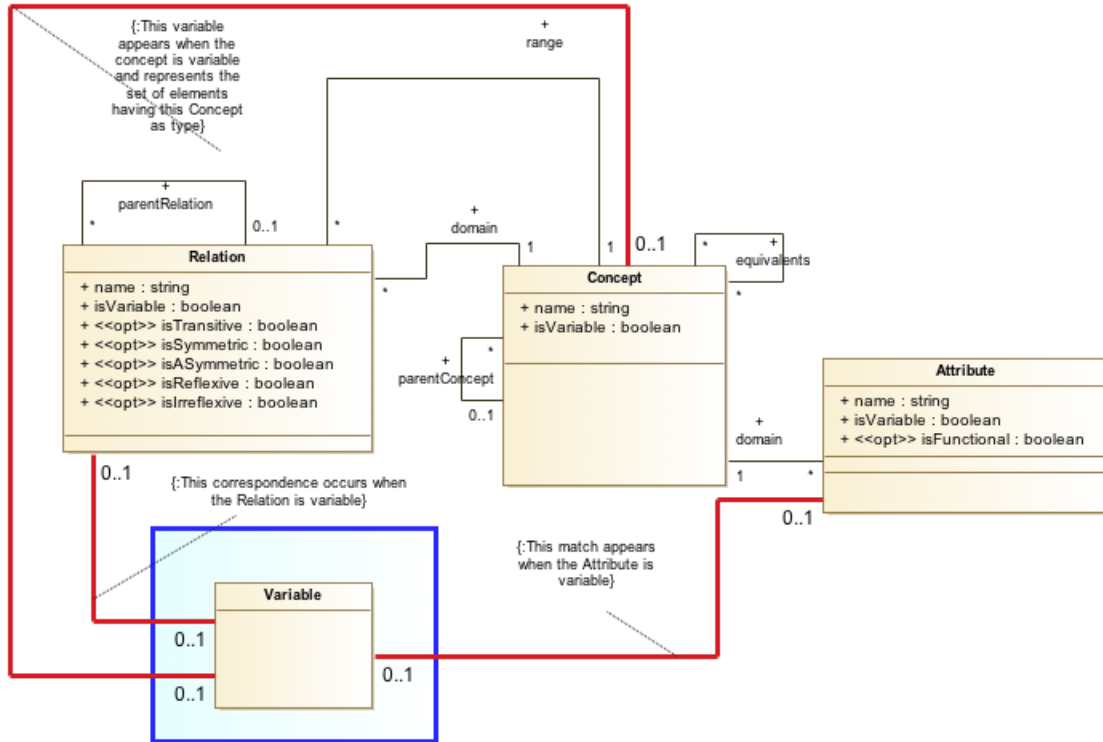 {:This variable
appears when the
concept is variable
and represents the
set of elements
having this Concept
as type}
+
range
+
parentRelation
*
0..1
*
+
domain
1
1
0..1
*
+
equivalents
*
*
Relation
+ name : string
+ isVariable : boolean
+ <<opt>> isTransitive : boolean
+ <<opt>> isSymmetric : boolean
+ <<opt>> isASymmetric : boolean
+ <<opt>> isReflexive : boolean
+ <<opt>> isIrreflexive : boolean
Concept
+ name : string
+ isVariable : boolean
+
parentConcept
*
0..1
Attribute
+ name : string
+ isVariable : boolean
+ <<opt>> isFunctional : boolean
+
domain
1
*
0..1
0..1
{:This correspondence occurs when
the Relation is variable}
{:This match appears
when the Attribute is
variable}
Variable
0..1
0..1
0..1